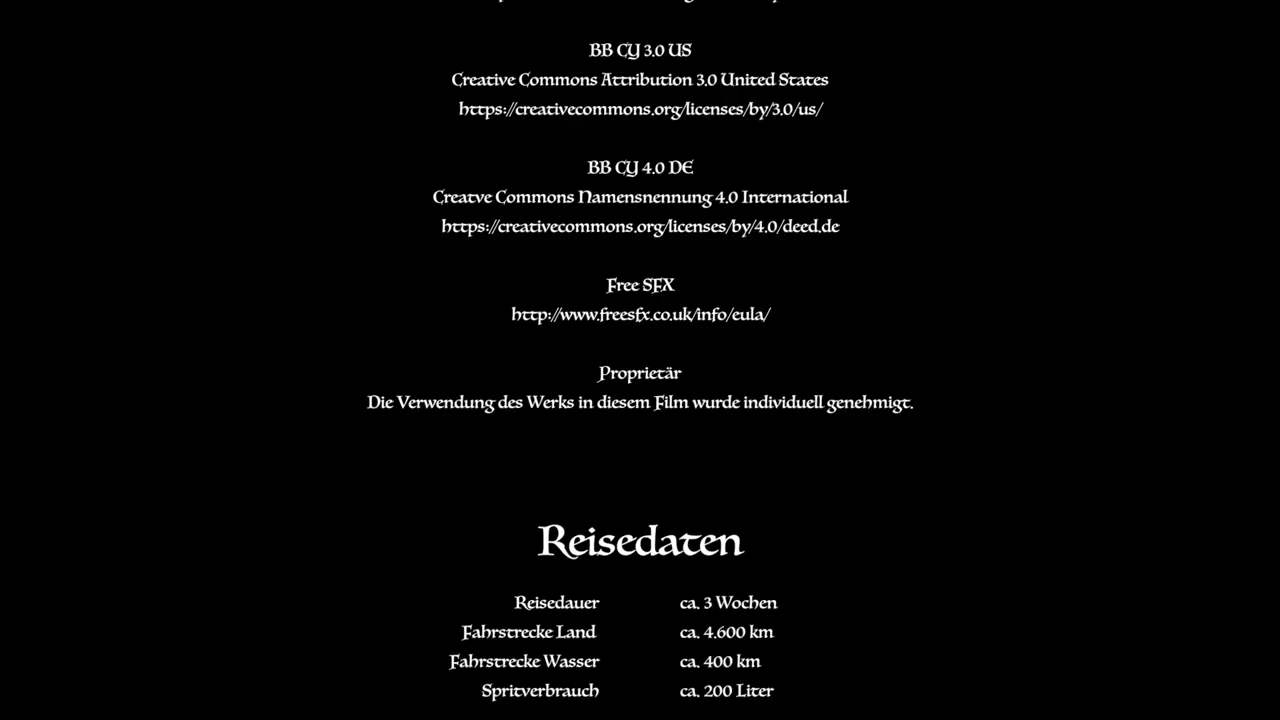 BB CY 3.0 US
Creative Commons Attribution 3.0 United States
https://creativecommons.org/licenses/by/3.0/us/
BB CY 4.0 DE
Creatve Commons Namensnennung 4.0 International
https://creativecommons.org/licenses/by/4.0/deed.de
Free SFX
http://www.freesfx.co.uk/info/eula/
Proprietär
Die Verwendung des Werks in diesem Film wurde individuell genehmigt.
Reisedaten
Reisedauer ca. 3 Wochen
Fahrstrecke Land ca. 4.600 km
Fahrstrecke Wasser ca. 400 km
Spritverbrauch ca. 200 Liter